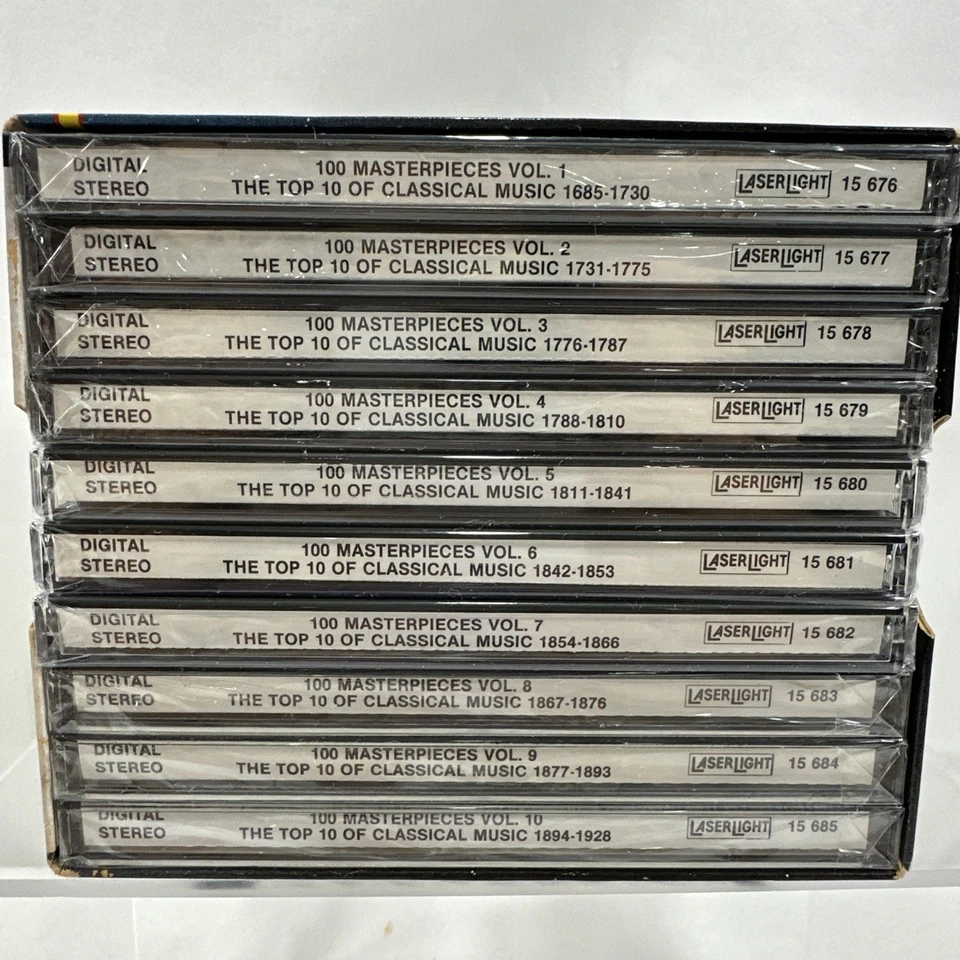 DIGITAL STEREO
100 MASTERPIECES VOL. 1
THE TOP 10 OF CLASSICAL MUSIC 1685-1730
LASERLIGHT 15 676
DIGITAL STEREO
100 MASTERPIECES VOL. 2
THE TOP 10 OF CLASSICAL MUSIC 1731-1775
LASERLIGHT 15 677
DIGITAL STEREO
100 MASTERPIECES VOL. 3
THE TOP 10 OF CLASSICAL MUSIC 1776-1787
LASERLIGHT 15 678
DIGITAL STEREO
100 MASTERPIECES VOL. 4
THE TOP 10 OF CLASSICAL MUSIC 1788-1810
LASERLIGHT 15 679
DIGITAL STEREO
100 MASTERPIECES VOL. 5
THE TOP 10 OF CLASSICAL MUSIC 1811-1841
LASERLIGHT 15 680
DIGITAL STEREO
100 MASTERPIECES VOL. 6
THE TOP 10 OF CLASSICAL MUSIC 1842-1853
LASERLIGHT 15 681
DIGITAL STEREO
100 MASTERPIECES VOL. 7
THE TOP 10 OF CLASSICAL MUSIC 1854-1866
LASERLIGHT 15 682
DIGITAL STEREO
100 MASTERPIECES VOL. 8
THE TOP 10 OF CLASSICAL MUSIC 1867-1876
LASERLIGHT 15 683
DIGITAL STEREO
100 MASTERPIECES VOL. 9
THE TOP 10 OF CLASSICAL MUSIC 1877-1893
LASERLIGHT 15 684
DIGITAL STEREO
100 MASTERPIECES VOL. 10
THE TOP 10 OF CLASSICAL MUSIC 1894-1928
LASERLIGHT 15 685